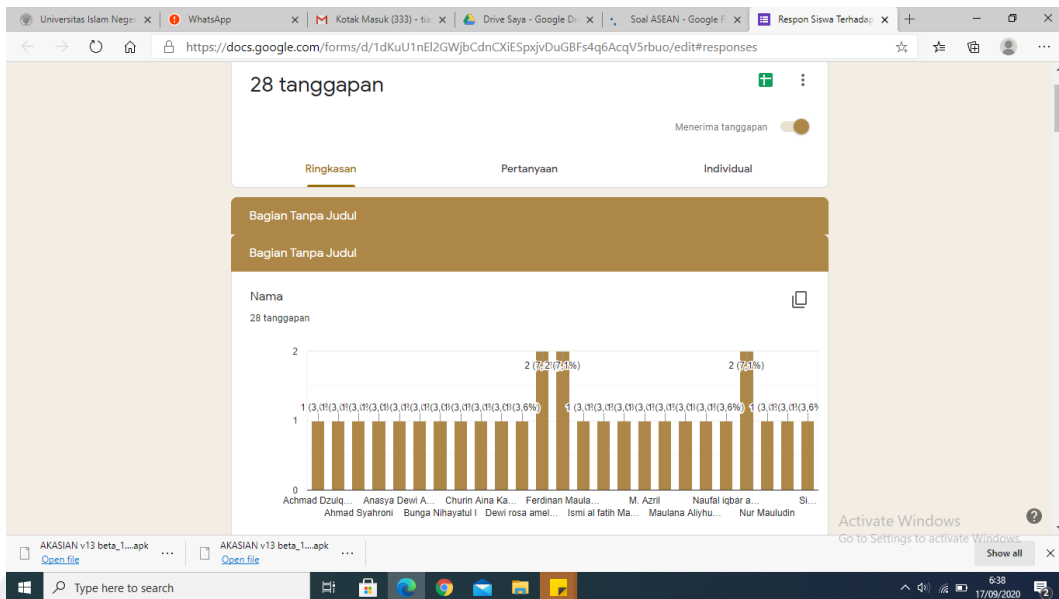 Universitas Islam Neger
WhatsApp
Kotak Masuk (333) - tia
Drive Saya - Google Dri
Soal ASEAN - Google F
Respon Siswa Terhadap
https://docs.google.com/forms/d/1dKuU1nEl2GWjbCdnCXiESpxjvDuGBFs4q6AcqV5rbuo/edit#responses
28 tanggapan
Menerima tanggapan
Ringkasan Pertanyaan Individual
Bagian Tanpa Judul
Bagian Tanpa Judul
Nama
28 tanggapan
2
2 (7,1%)
1
0
Achmad Dzulq... Anasya Dewi A... Churin Aina Ka... Ferdinan Maula... M. Azril Naufal iqbar a... Si...
Ahmad Syahroni Bunga Nihayatul I Dewi rosa amel... Ismi al fatih Ma... Maulana Aliyhu... Nur Mauludin
Activate Windows
Go to Settings to activate Windows.
AKASIAN v13 beta_1....apk
Open file
AKASIAN v13 beta_1....apk
Open file
Show all
Type here to search
6:38
17/09/2020